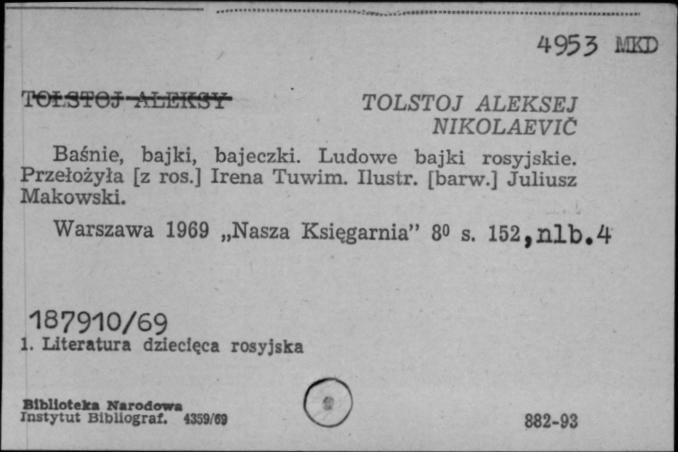 4953 MKD
TOŁSTOJ ALEKSY
TOLSTOJ ALEKSEJ
NIKOLAEVIČ
Baśnie, bajki, bajeczki. Ludowe bajki rosyjskie.
Przełożyła [z ros.] Irena Tuwim. Ilustr. [barw.] Juliusz
Makowski.
Warszawa 1969 „Nasza Księgarnia” 8⁰ s. 152, nlb. 4
187910/69
1. Literatura dziecięca rosyjska
Biblioteka Narodowa
Instytut Bibliograf. 4359/69
882-93